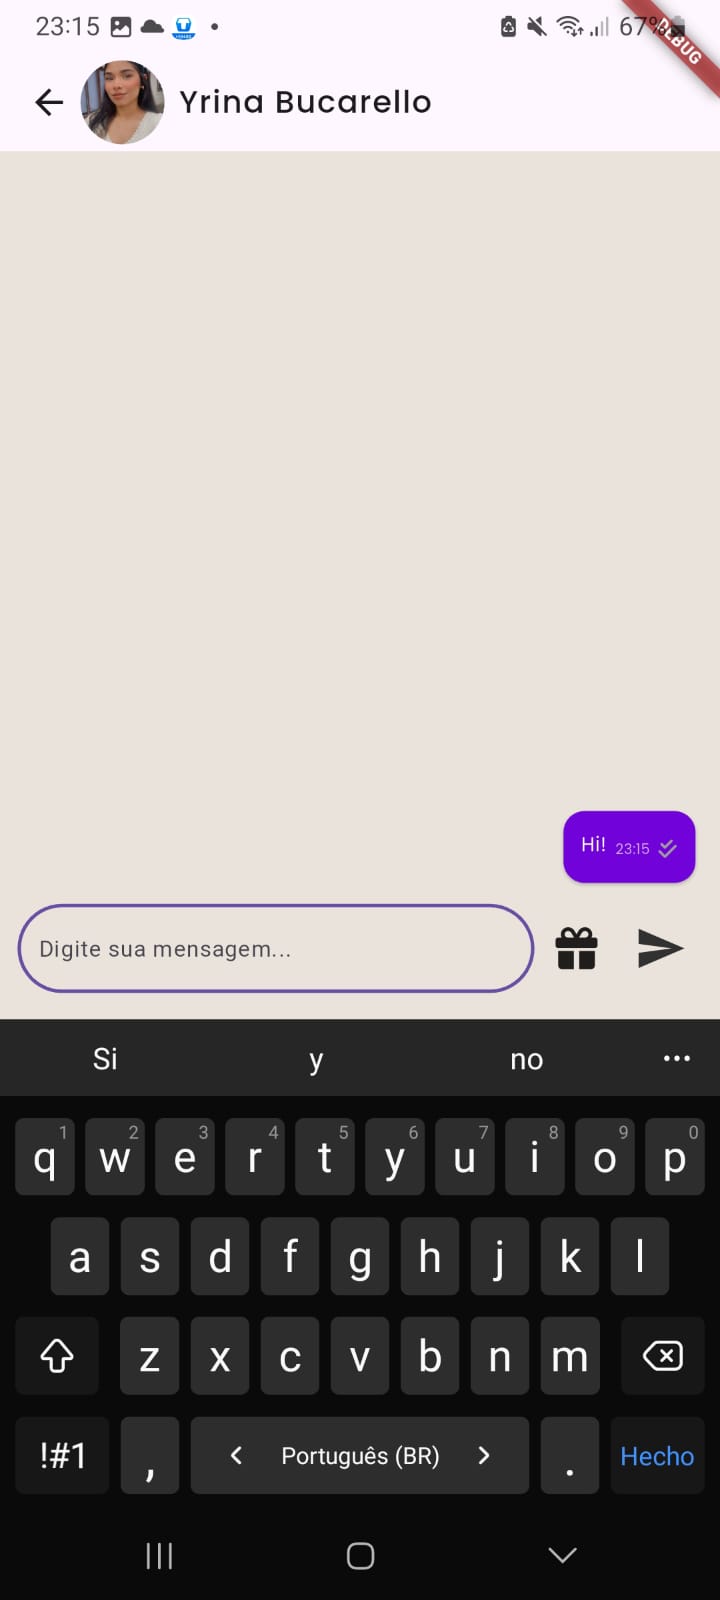 23:15 67%
DEBUG
Yrina Bucarello
Hi! 23:15
Digite sua mensagem...
Si y no ...
1 2 3 4 5 6 7 8 9 0
q w e r t y u i o p
a s d f g h j k l
z x c v b n m
!#1 , < Português (BR) > . Hecho